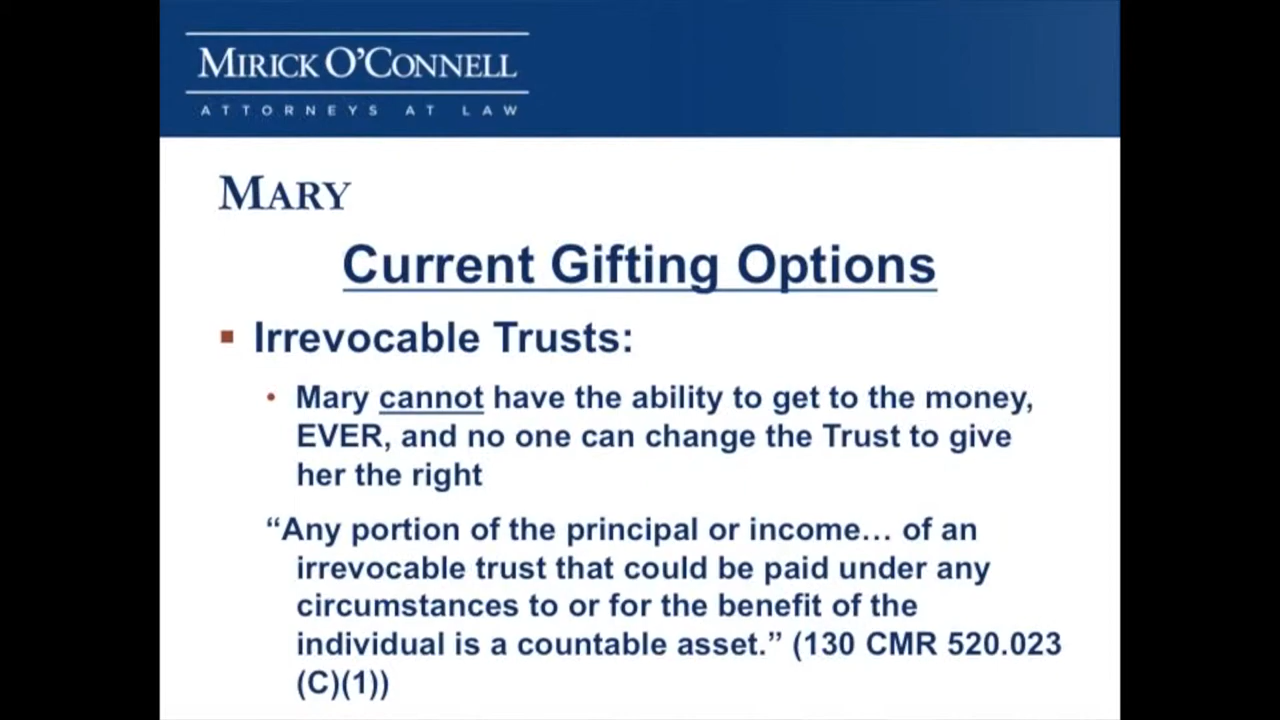 MIRICK O'CONNELL
ATTORNEYS AT LAW
MARY
Current Gifting Options
Irrevocable Trusts:
Mary cannot have the ability to get to the money,
EVER, and no one can change the Trust to give
her the right
“Any portion of the principal or income… of an
irrevocable trust that could be paid under any
circumstances to or for the benefit of the
individual is a countable asset.” (130 CMR 520.023
(C)(1))